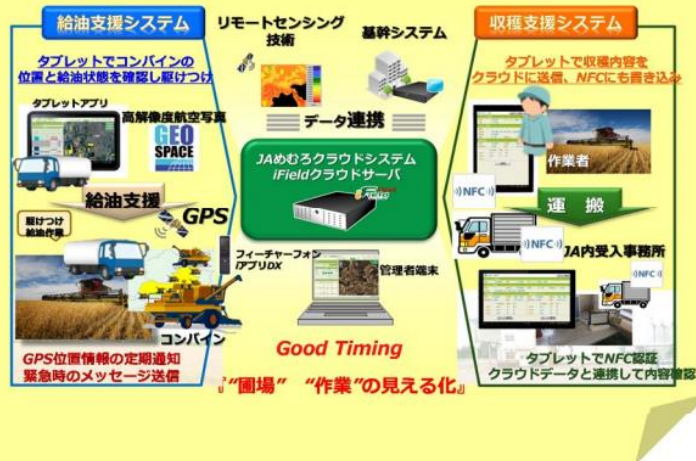 給油支援システム
タブレットでコンバインの
位置と給油状態を確認し駆けつけ
タブレットアプリ
高解像度航空写真
GEO
SPACE
給油支援
駆けつけ
給油作業
GPS
フィーチャーフォン
iアプリDX
コンバイン
GPS位置情報の定期通知
緊急時のメッセージ送信
リモートセンシング
技術
基幹システム
データ連携
JAめむろクラウドシステム
iFieldクラウドサーバ
管理者端末
Good Timing
『“圃場” “作業”の見える化』
収穫支援システム
タブレットで収穫内容を
クラウドに送信、NFCにも書き込み
作業者
NFC
運搬
NFC
JA内受入事務所
NFC
タブレットでNFC認証
クラウドデータと連携して内容確認